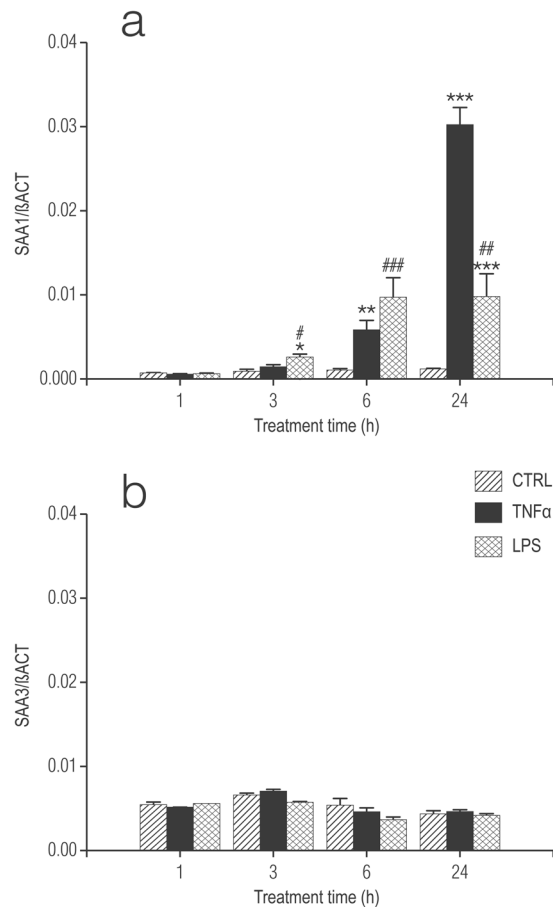 a
0.04
0.03
0.02
0.01
0.000
SAA1/ßACT
***
##
***
###
**
#
*
1 3 6 24
Treatment time (h)
b
CTRL
TNFα
LPS
0.04
0.03
0.02
0.01
0.00
SAA3/ßACT
1 3 6 24
Treatment time (h)